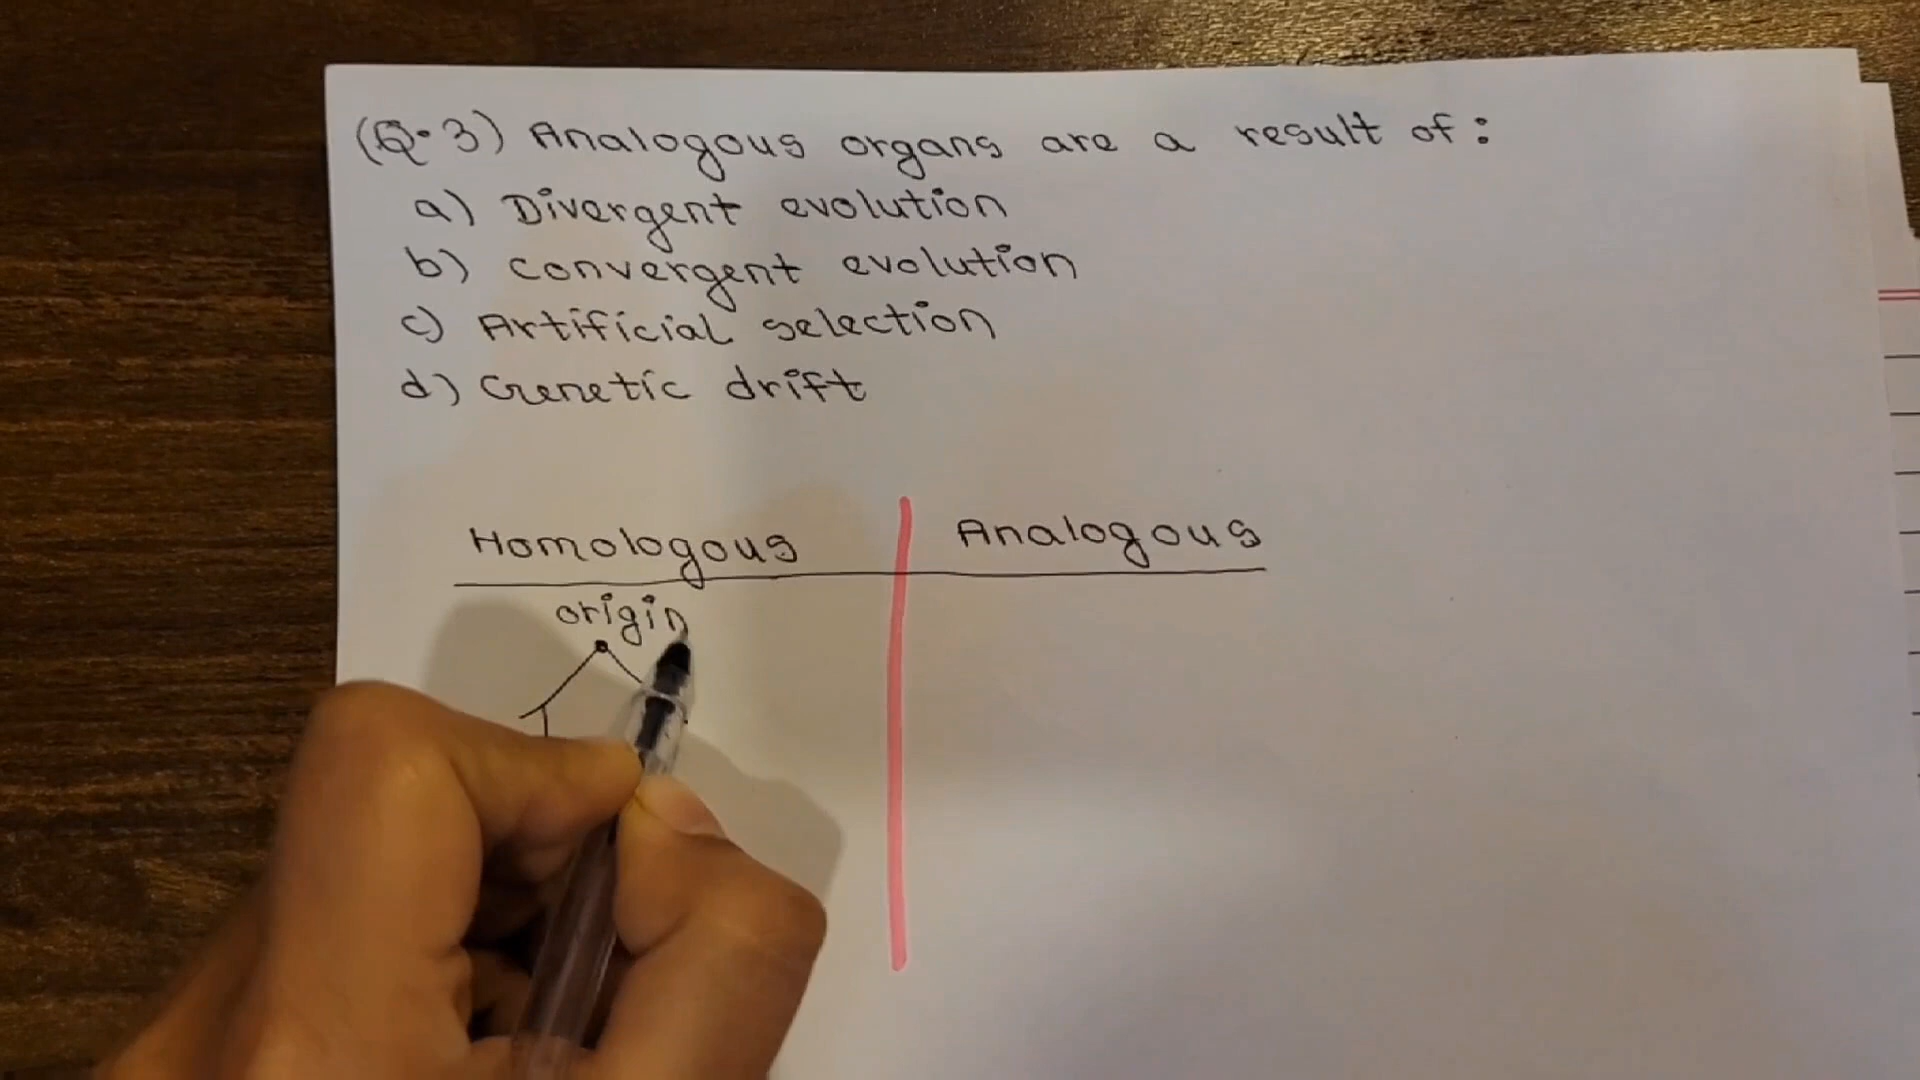 (Q.3) Analogous organs are a result of:
a) Divergent evolution
b) convergent evolution
c) Artificial selection
d) Genetic drift
Homologous Analogous
origin